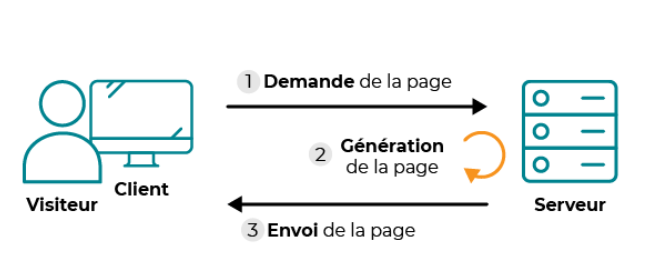 1 Demande de la page
2 Génération
de la page
Client
Visiteur
Serveur
3 Envoi de la page